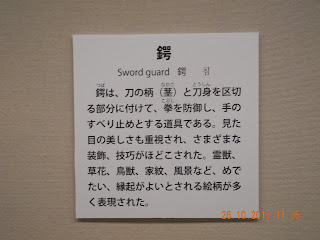 鍔
Sword guard 鍔 칼
鍔は、刀の柄（茎）と刀身を区切
る部分に付けて、拳を防御し、手の
すべり止めとする道具である。見た
目の美しさも重視され、さまざまな
装飾、技巧がほどこされた。霊獣、
草花、鳥獣、家紋、風景など、めで
たい、縁起がよいとされる絵柄が多
く表現された。